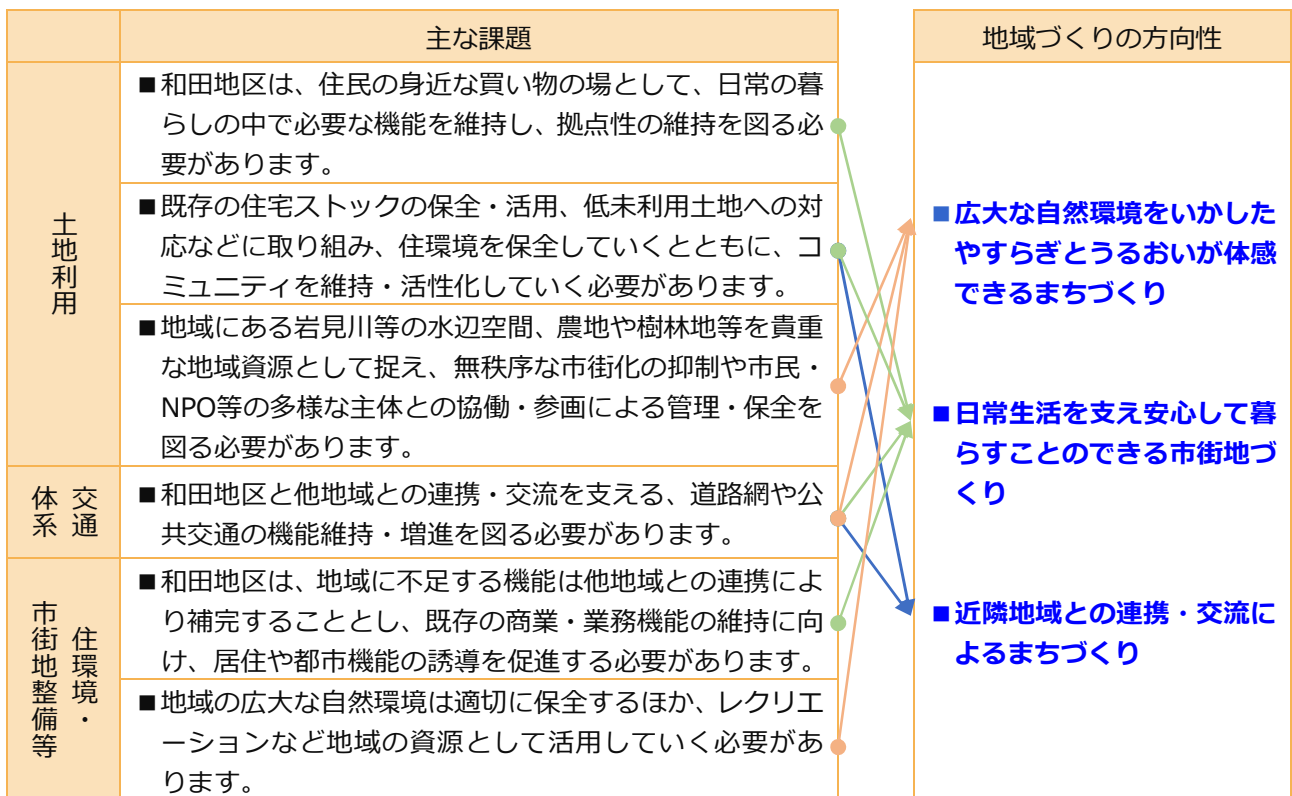 主な課題
土地利用
■和田地区は、住民の身近な買い物の場として、日常の暮
らしの中で必要な機能を維持し、拠点性の維持を図る必
要があります。
■既存の住宅ストックの保全・活用、低未利用土地への対
応などに取り組み、住環境を保全していくとともに、コ
ミュニティを維持・活性化していく必要があります。
■地域にある岩見川等の水辺空間、農地や樹林地等を貴重
な地域資源として捉え、無秩序な市街化の抑制や市民・
NPO等の多様な主体との協働・参画による管理・保全を
図る必要があります。
交通
体系
■和田地区と他地域との連携・交流を支える、道路網や公
共交通の機能維持・増進を図る必要があります。
住環境・
市街地整備等
■和田地区は、地域に不足する機能は他地域との連携によ
り補完することとし、既存の商業・業務機能の維持に向
け、居住や都市機能の誘導を促進する必要があります。
■地域の広大な自然環境は適切に保全するほか、レクリエ
ーションなど地域の資源として活用していく必要があ
ります。
地域づくりの方向性
■広大な自然環境をいかした
やすらぎとうるおいが体感
できるまちづくり
■日常生活を支え安心して暮
らすことのできる市街地づ
くり
■近隣地域との連携・交流に
よるまちづくり